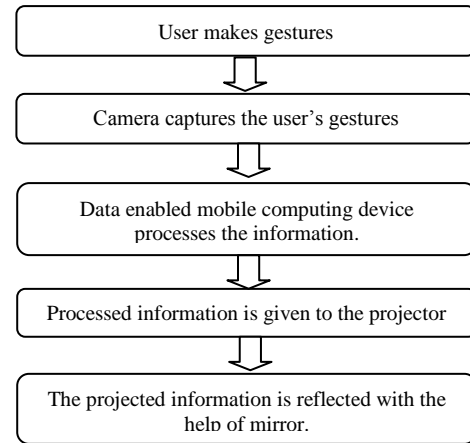 User makes gestures
Camera captures the user's gestures
Data enabled mobile computing device
processes the information.
Processed information is given to the projector
The projected information is reflected with the
help of mirror.